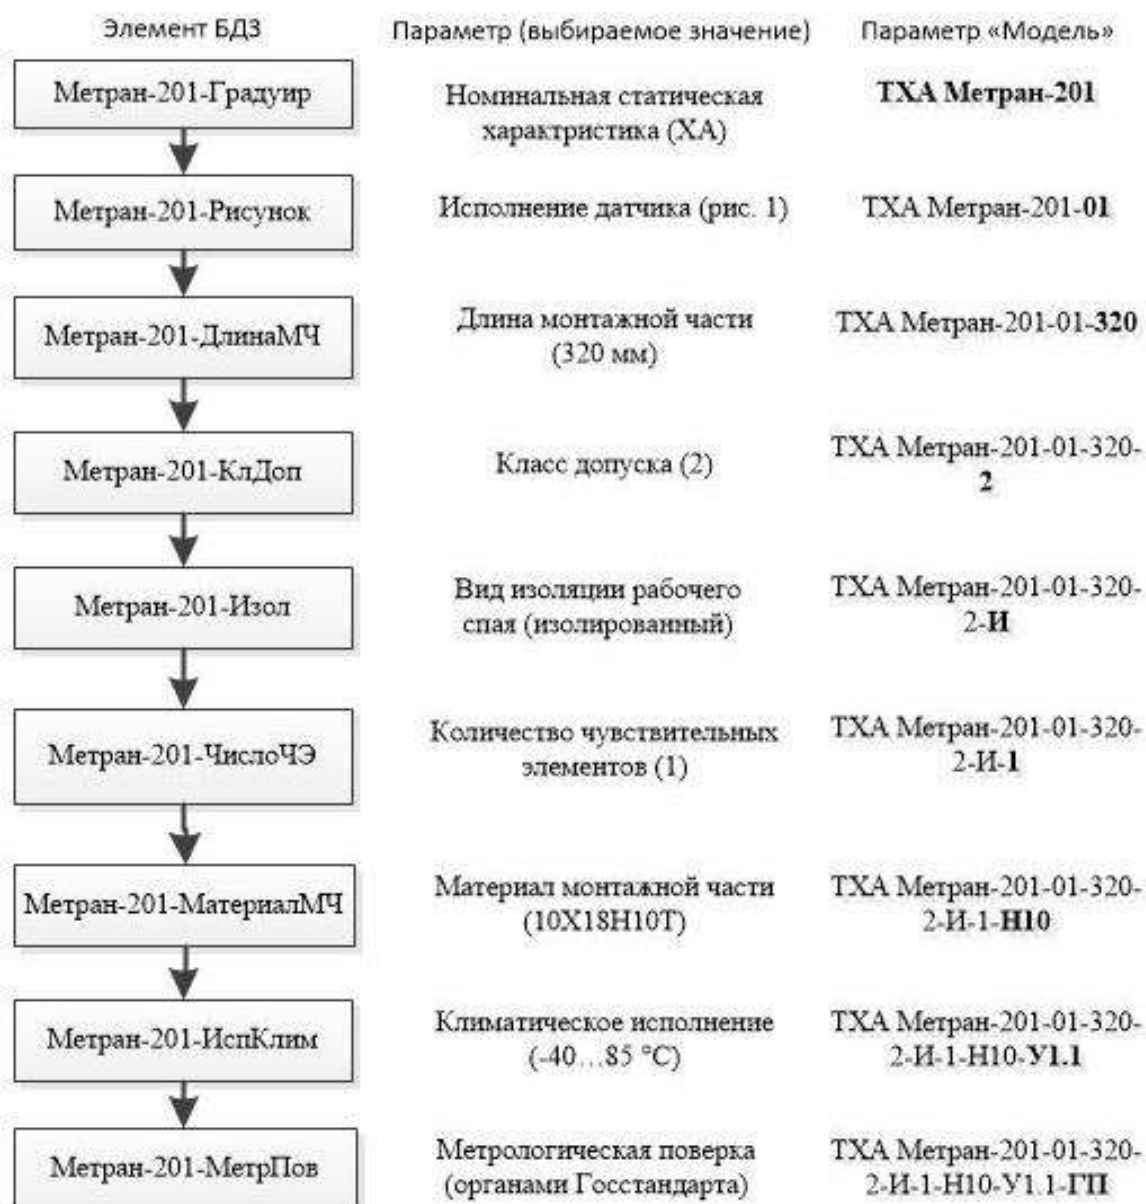 Элемент БДЗ
Параметр (выбираемое значение)
Параметр «Модель»
Метран-201-Градуир
Номинальная статическая
характристика (ХА)
ТХА Метран-201
Метран-201-Рисунок
Исполнение датчика (рис. 1)
ТХА Метран-201-01
Метран-201-ДлинаМЧ
Длина монтажной части
(320 мм)
ТХА Метран-201-01-320
Метран-201-КлДоп
Класс допуска (2)
ТХА Метран-201-01-320-
2
Метран-201-Изол
Вид изоляции рабочего
спая (изолированный)
ТХА Метран-201-01-320-
2-И
Метран-201-ЧислоЧЭ
Количество чувствительных
элементов (1)
ТХА Метран-201-01-320-
2-И-1
Метран-201-МатериалМЧ
Материал монтажной части
(10Х18Н10Т)
ТХА Метран-201-01-320-
2-И-1-Н10
Метран-201-ИспКлим
Климатическое исполнение
(-40…85 °С)
ТХА Метран-201-01-320-
2-И-1-Н10-У1.1
Метран-201-МетрПов
Метрологическая поверка
(органами Госстандарта)
ТХА Метран-201-01-320-
2-И-1-Н10-У1.1-ГП